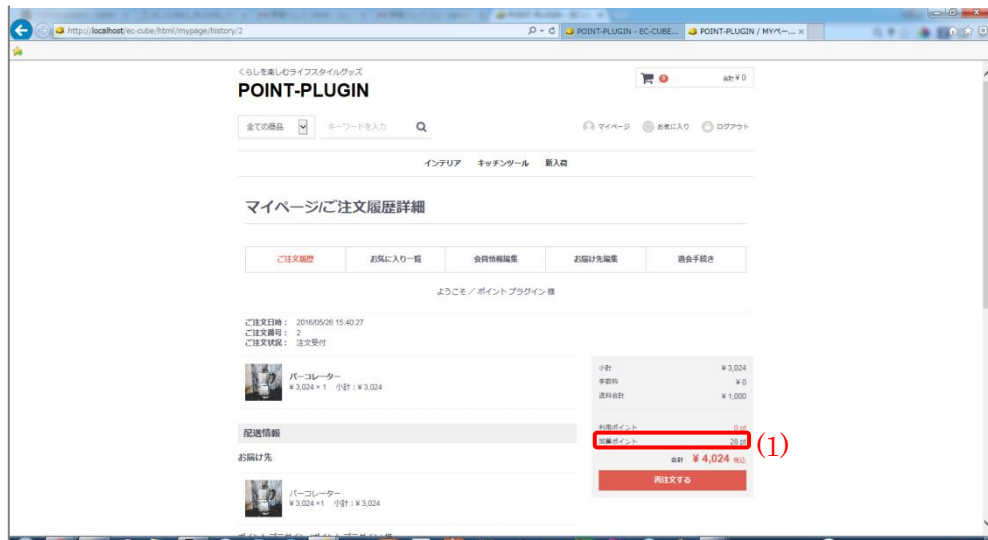 http://localhost/ec-cube/html/mypage/history/2
POINT-PLUGIN - EC-CUBE...
POINT-PLUGIN / MYペー... ×
くらしを楽しむライフスタイルグッズ
POINT-PLUGIN
0 合計 ¥ 0
全ての商品 キーワードを入力 マイページ お気に入り ログアウト
インテリア キッチンツール 新入荷
マイページ/ご注文履歴詳細
ご注文履歴 お気に入り一覧 会員情報編集 お届け先編集 退会手続き
ようこそ / ポイント プラグイン 様
ご注文日時： 2016/05/26 15:40:27
ご注文番号： 2
ご注文状況： 注文受付
パーコレーター
¥ 3,024 × 1 小計：¥ 3,024
小計 ¥ 3,024
手数料 ¥ 0
送料合計 ¥ 1,000
利用ポイント 0 pt
加算ポイント 28 pt
(1)
合計 ¥ 4,024 税込
再注文する
配送情報
お届け先
パーコレーター
¥ 3,024 ×1 小計：¥ 3,024